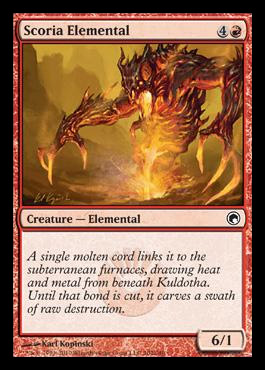 Scoria Elemental 4
Creature — Elemental
A single molten cord links it to the
subterranean furnaces, drawing heat
and metal from beneath Kuldotha.
Until that bond is cut, it carves a swath
of raw destruction.
Karl Kopinski
6/1